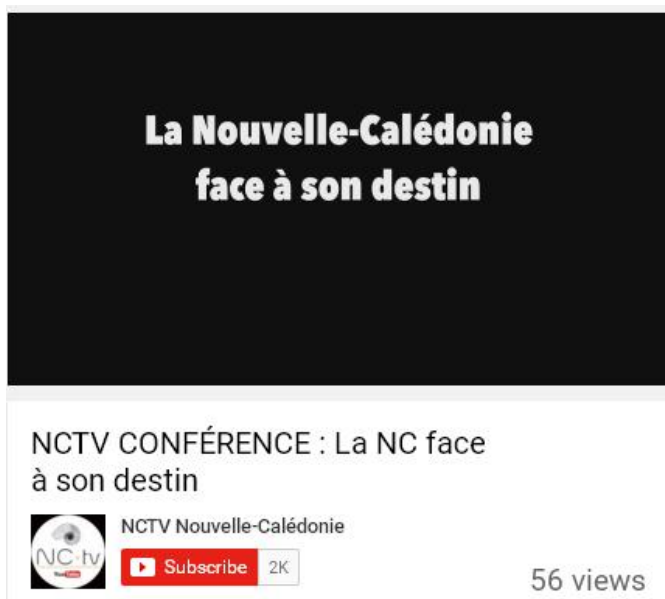 La Nouvelle-Calédonie
face à son destin
NCTV CONFÉRENCE : La NC face
à son destin
NCTV Nouvelle-Calédonie
NC tv
Subscribe 2K
56 views